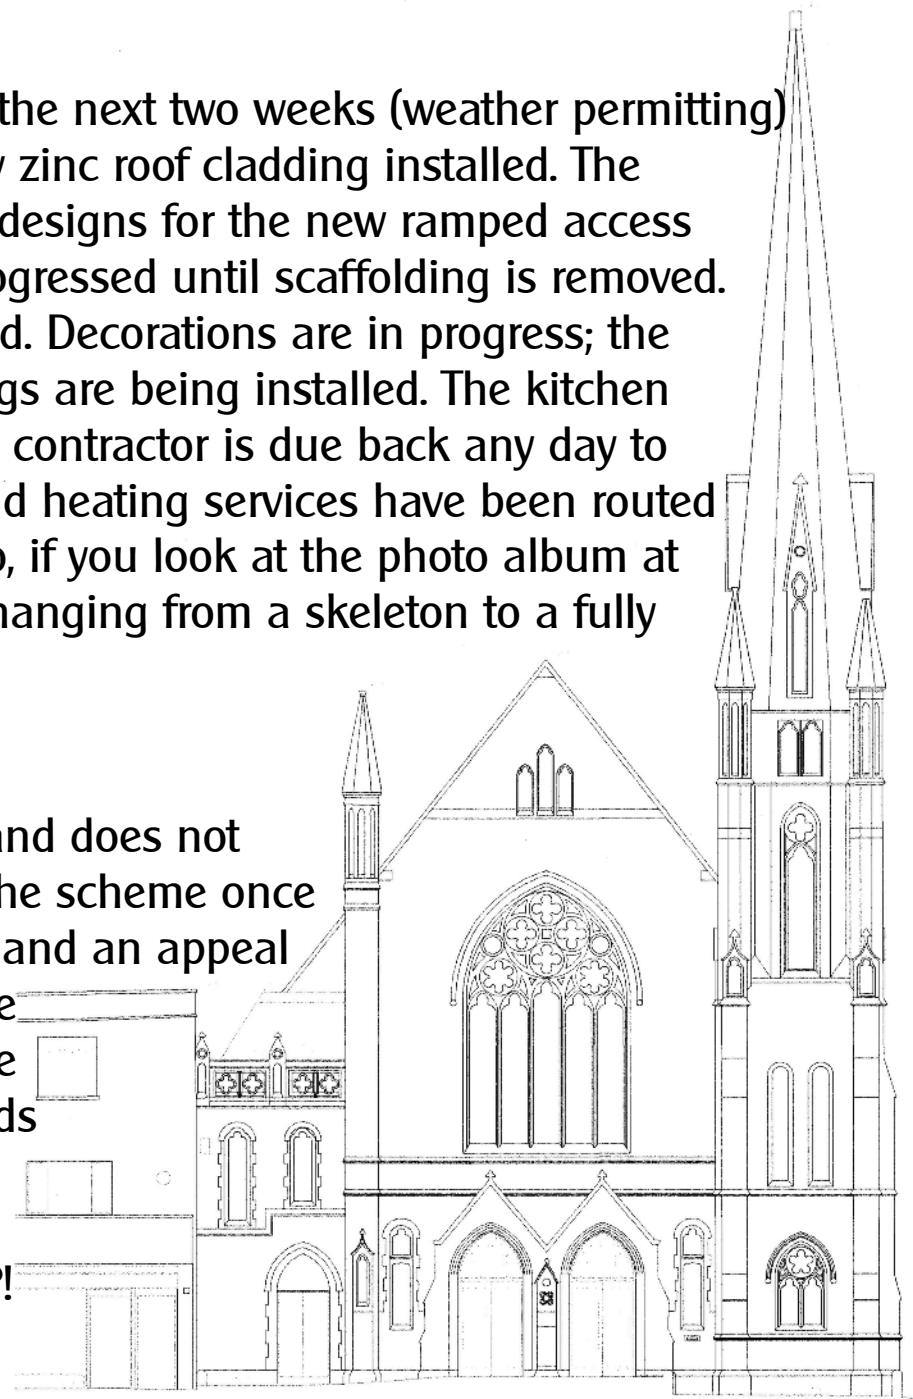 the next two weeks (weather permitting)
zinc roof cladding installed. The
designs for the new ramped access
ogressed until scaffolding is removed.
d. Decorations are in progress; the
gs are being installed. The kitchen
contractor is due back any day to
d heating services have been routed
o, if you look at the photo album at
hanging from a skeleton to a fully
and does not
he scheme once
and an appeal
e
e
ds
?!